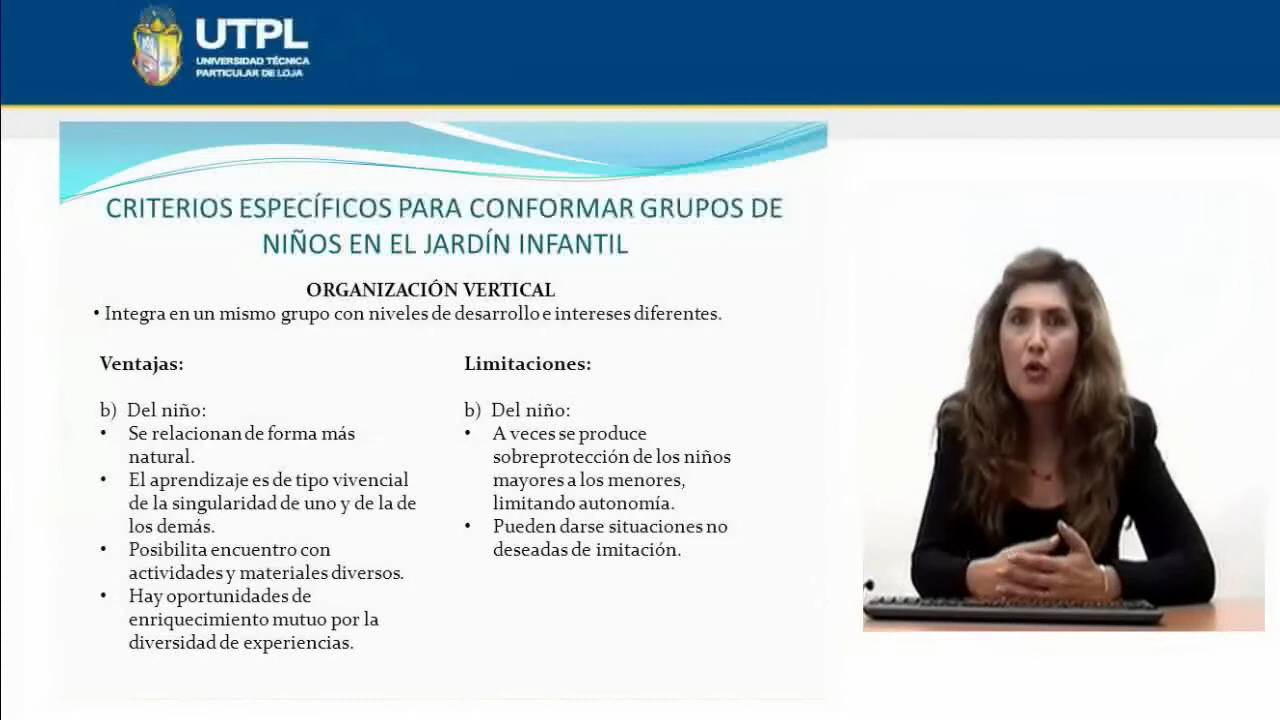 UTPL
UNIVERSIDAD TÉCNICA
PARTICULAR DE LOJA
CRITERIOS ESPECÍFICOS PARA CONFORMAR GRUPOS DE
NIÑOS EN EL JARDÍN INFANTIL
ORGANIZACIÓN VERTICAL
• Integra en un mismo grupo con niveles de desarrollo e intereses diferentes.
Ventajas:
b) Del niño:
• Se relacionan de forma más
natural.
• El aprendizaje es de tipo vivencial
de la singularidad de uno y de la de
los demás.
• Posibilita encuentro con
actividades y materiales diversos.
• Hay oportunidades de
enriquecimiento mutuo por la
diversidad de experiencias.
Limitaciones:
b) Del niño:
• A veces se produce
sobreprotección de los niños
mayores a los menores,
limitando autonomía.
• Pueden darse situaciones no
deseadas de imitación.